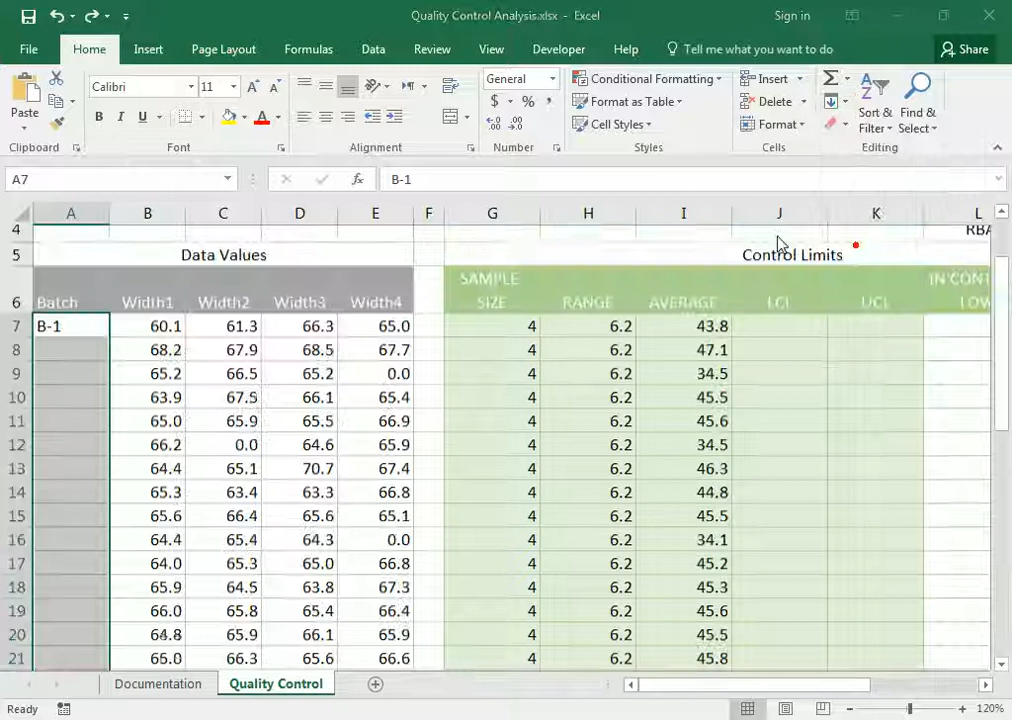 Quality Control Analysis.xlsx - Excel
Sign in
File Home Insert Page Layout Formulas Data Review View Developer Help Tell me what you want to do Share
Paste
Calibri 11
B I U A
General
$ % ,
Conditional Formatting
Format as Table
Cell Styles
Insert
Delete
Format
Sort & Filter
Find & Select
Clipboard Font Alignment Number Styles Cells Editing
A7 fx B-1
A B C D E F G H I J K L
4 RBA
5 Data Values Control Limits
SAMPLE IN CONT
6 Batch Width1 Width2 Width3 Width4 SIZE RANGE AVERAGE LCL UCL LOW
7 B-1 60.1 61.3 66.3 65.0 4 6.2 43.8
8 68.2 67.9 68.5 67.7 4 6.2 47.1
9 65.2 66.5 65.2 0.0 4 6.2 34.5
10 63.9 67.5 66.1 65.4 4 6.2 45.5
11 65.0 65.9 65.5 66.9 4 6.2 45.6
12 66.2 0.0 64.6 65.9 4 6.2 34.5
13 64.4 65.1 70.7 67.4 4 6.2 46.3
14 65.3 63.4 63.3 66.8 4 6.2 44.8
15 65.6 66.4 65.6 65.1 4 6.2 45.5
16 64.4 65.4 64.3 0.0 4 6.2 34.1
17 64.0 65.3 65.0 66.8 4 6.2 45.2
18 65.9 64.5 63.8 67.3 4 6.2 45.3
19 66.0 65.8 65.4 66.4 4 6.2 45.6
20 64.8 65.9 66.1 65.9 4 6.2 45.5
21 65.0 66.3 65.6 66.6 4 6.2 45.8
Documentation Quality Control
Ready 120%